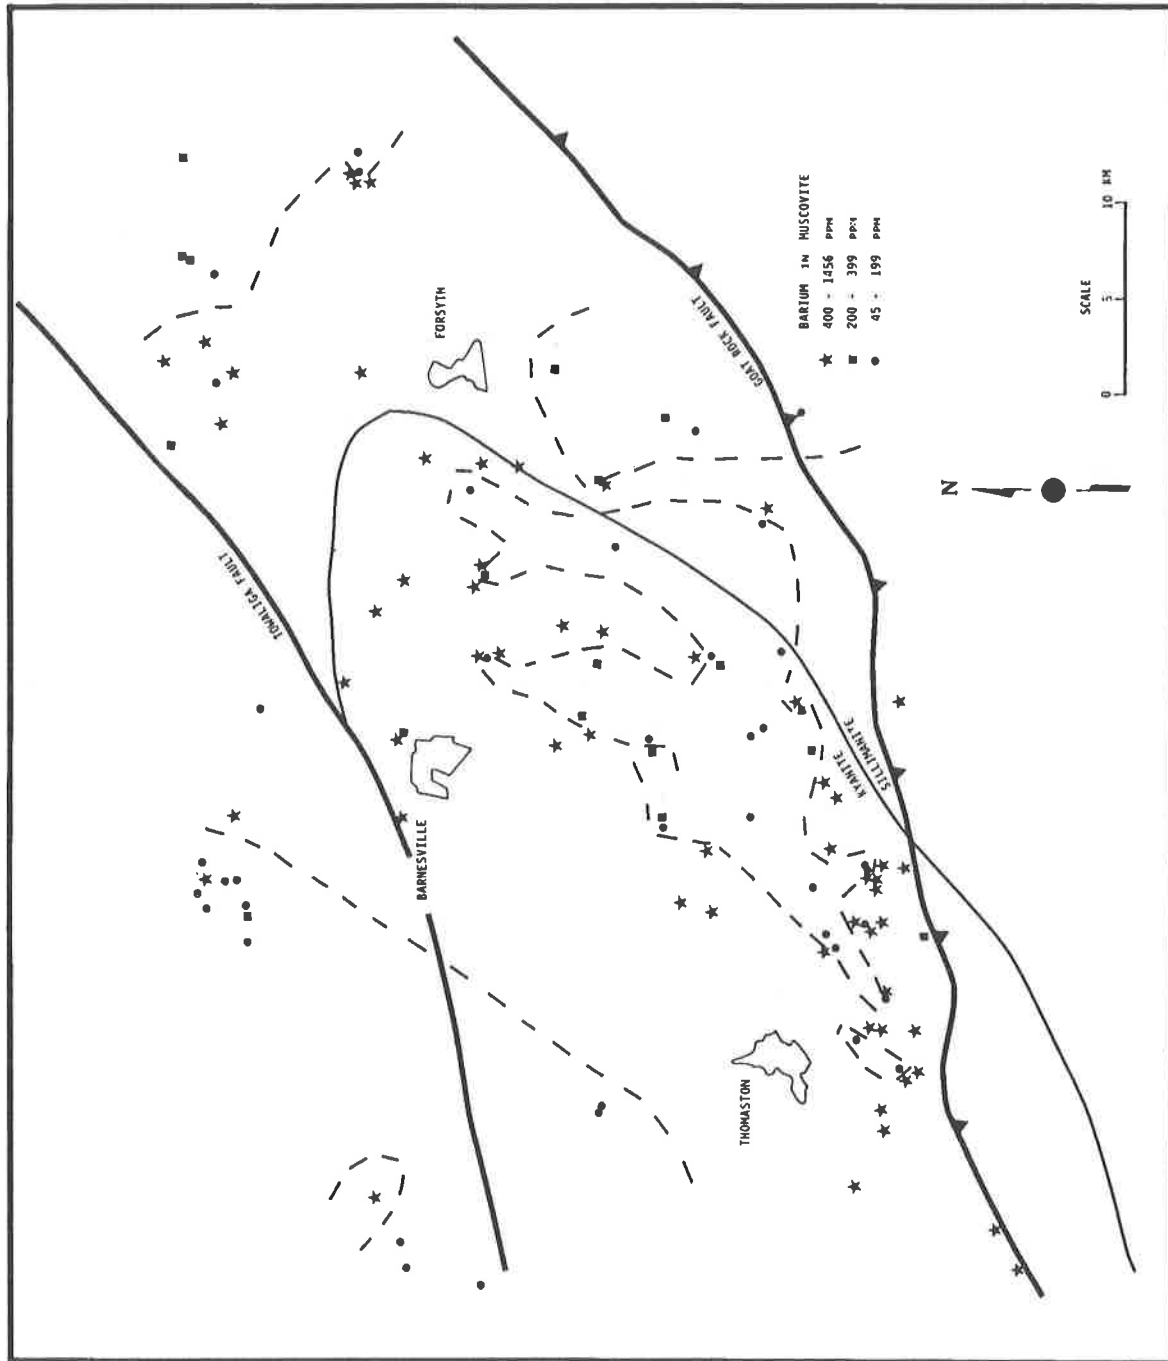 FORSYTH
TOWALIGA FAULT
BARNESVILLE
THOMASTON
GOAT ROCK FAULT
KYANITE
SILLIMANITE
BARIUM IN MUSCOVITE
400 - 1456 PPM
200 - 399 PPM
45 - 199 PPM
N
SCALE
0 5 10 KM